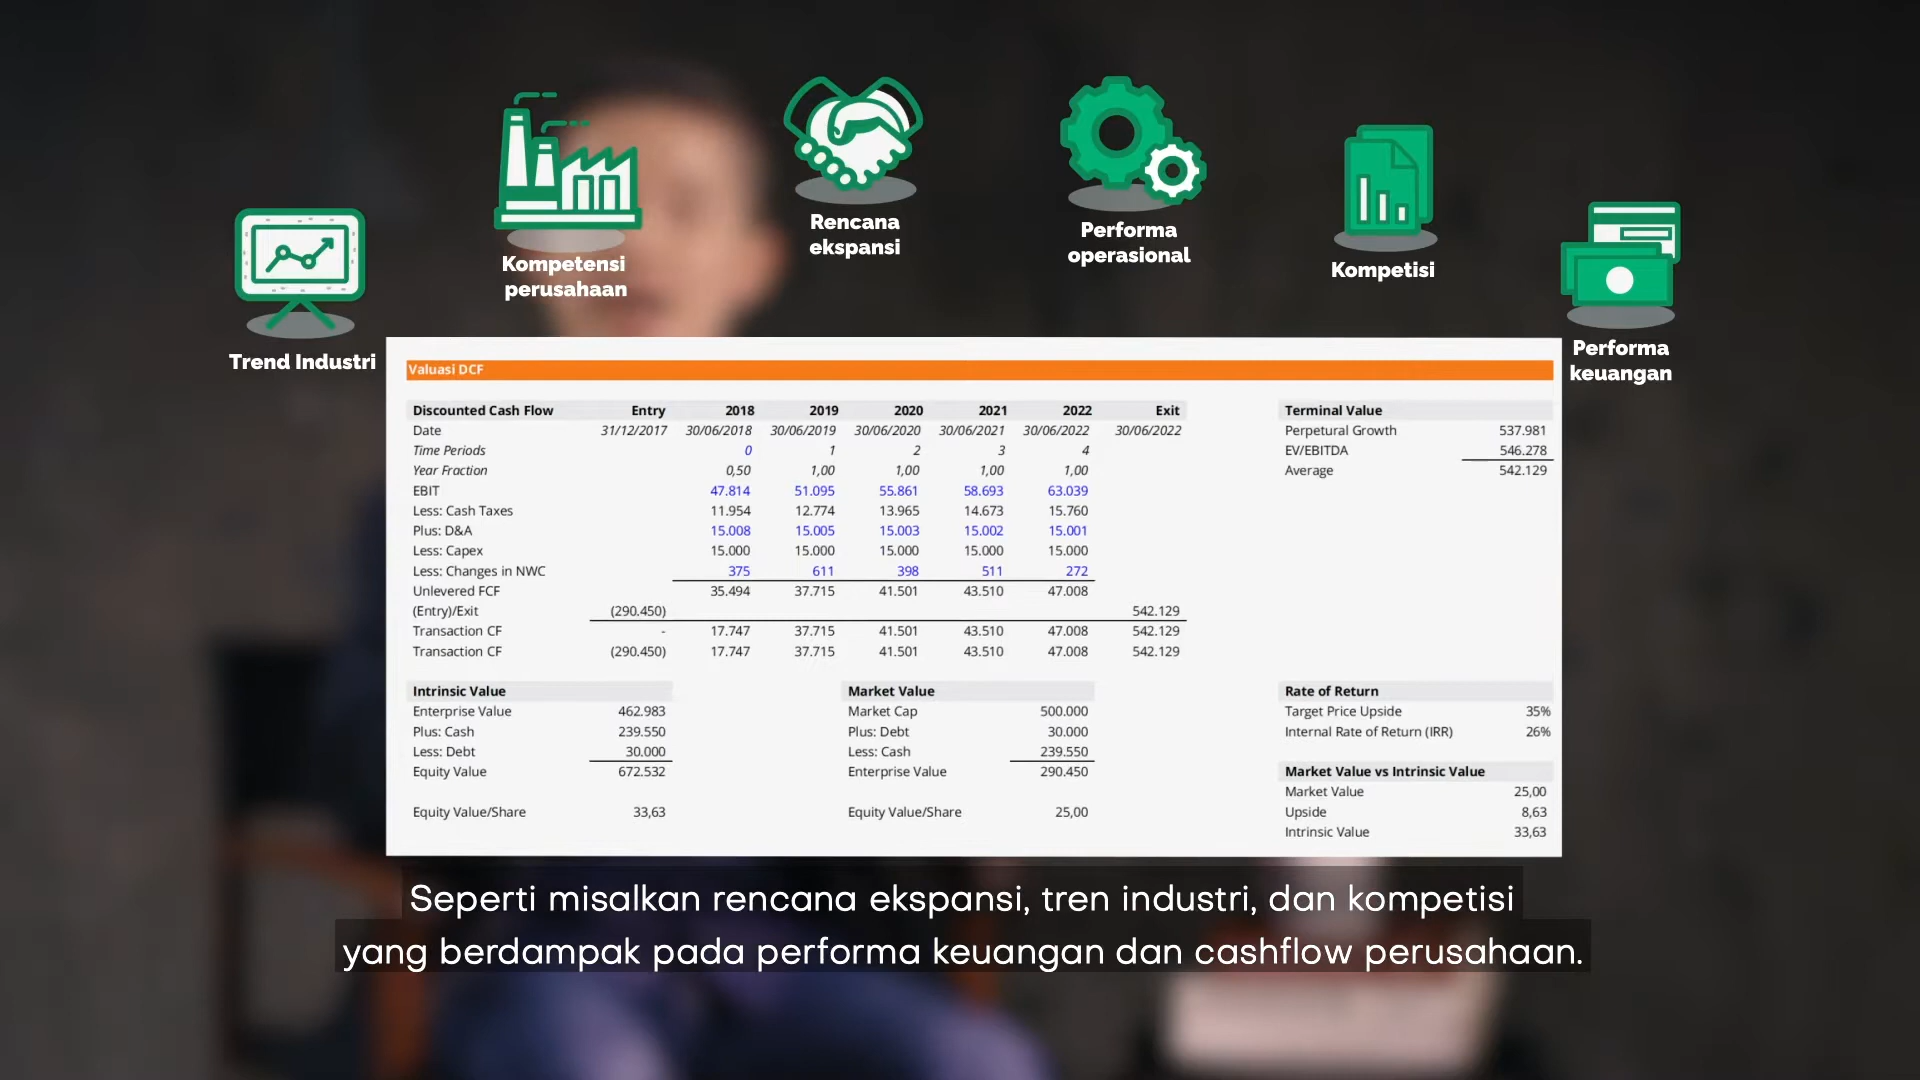 Trend Industri
Kompetensi
perusahaan
Rencana
ekspansi
Performa
operasional
Kompetisi
Performa
keuangan
Valuasi DCF
Discounted Cash Flow Entry 2018 2019 2020 2021 2022 Exit
Date 31/12/2017 30/06/2018 30/06/2019 30/06/2020 30/06/2021 30/06/2022 30/06/2022
Time Periods 0 1 2 3 4
Year Fraction 0,50 1,00 1,00 1,00 1,00
EBIT 47.814 51.095 55.861 58.693 63.039
Less: Cash Taxes 11.954 12.774 13.965 14.673 15.760
Plus: D&A 15.008 15.005 15.003 15.002 15.001
Less: Capex 15.000 15.000 15.000 15.000 15.000
Less: Changes in NWC 375 611 398 511 272
Unlevered FCF 35.494 37.715 41.501 43.510 47.008
(Entry)/Exit (290.450) 542.129
Transaction CF - 17.747 37.715 41.501 43.510 47.008 542.129
Transaction CF (290.450) 17.747 37.715 41.501 43.510 47.008 542.129
Terminal Value
Perpetural Growth 537.981
EV/EBITDA 546.278
Average 542.129
Intrinsic Value
Enterprise Value 462.983
Plus: Cash 239.550
Less: Debt 30.000
Equity Value 672.532
Equity Value/Share 33,63
Market Value
Market Cap 500.000
Plus: Debt 30.000
Less: Cash 239.550
Enterprise Value 290.450
Equity Value/Share 25,00
Rate of Return
Target Price Upside 35%
Internal Rate of Return (IRR) 26%
Market Value vs Intrinsic Value
Market Value 25,00
Upside 8,63
Intrinsic Value 33,63
Seperti misalkan rencana ekspansi, tren industri, dan kompetisi
yang berdampak pada performa keuangan dan cashflow perusahaan.